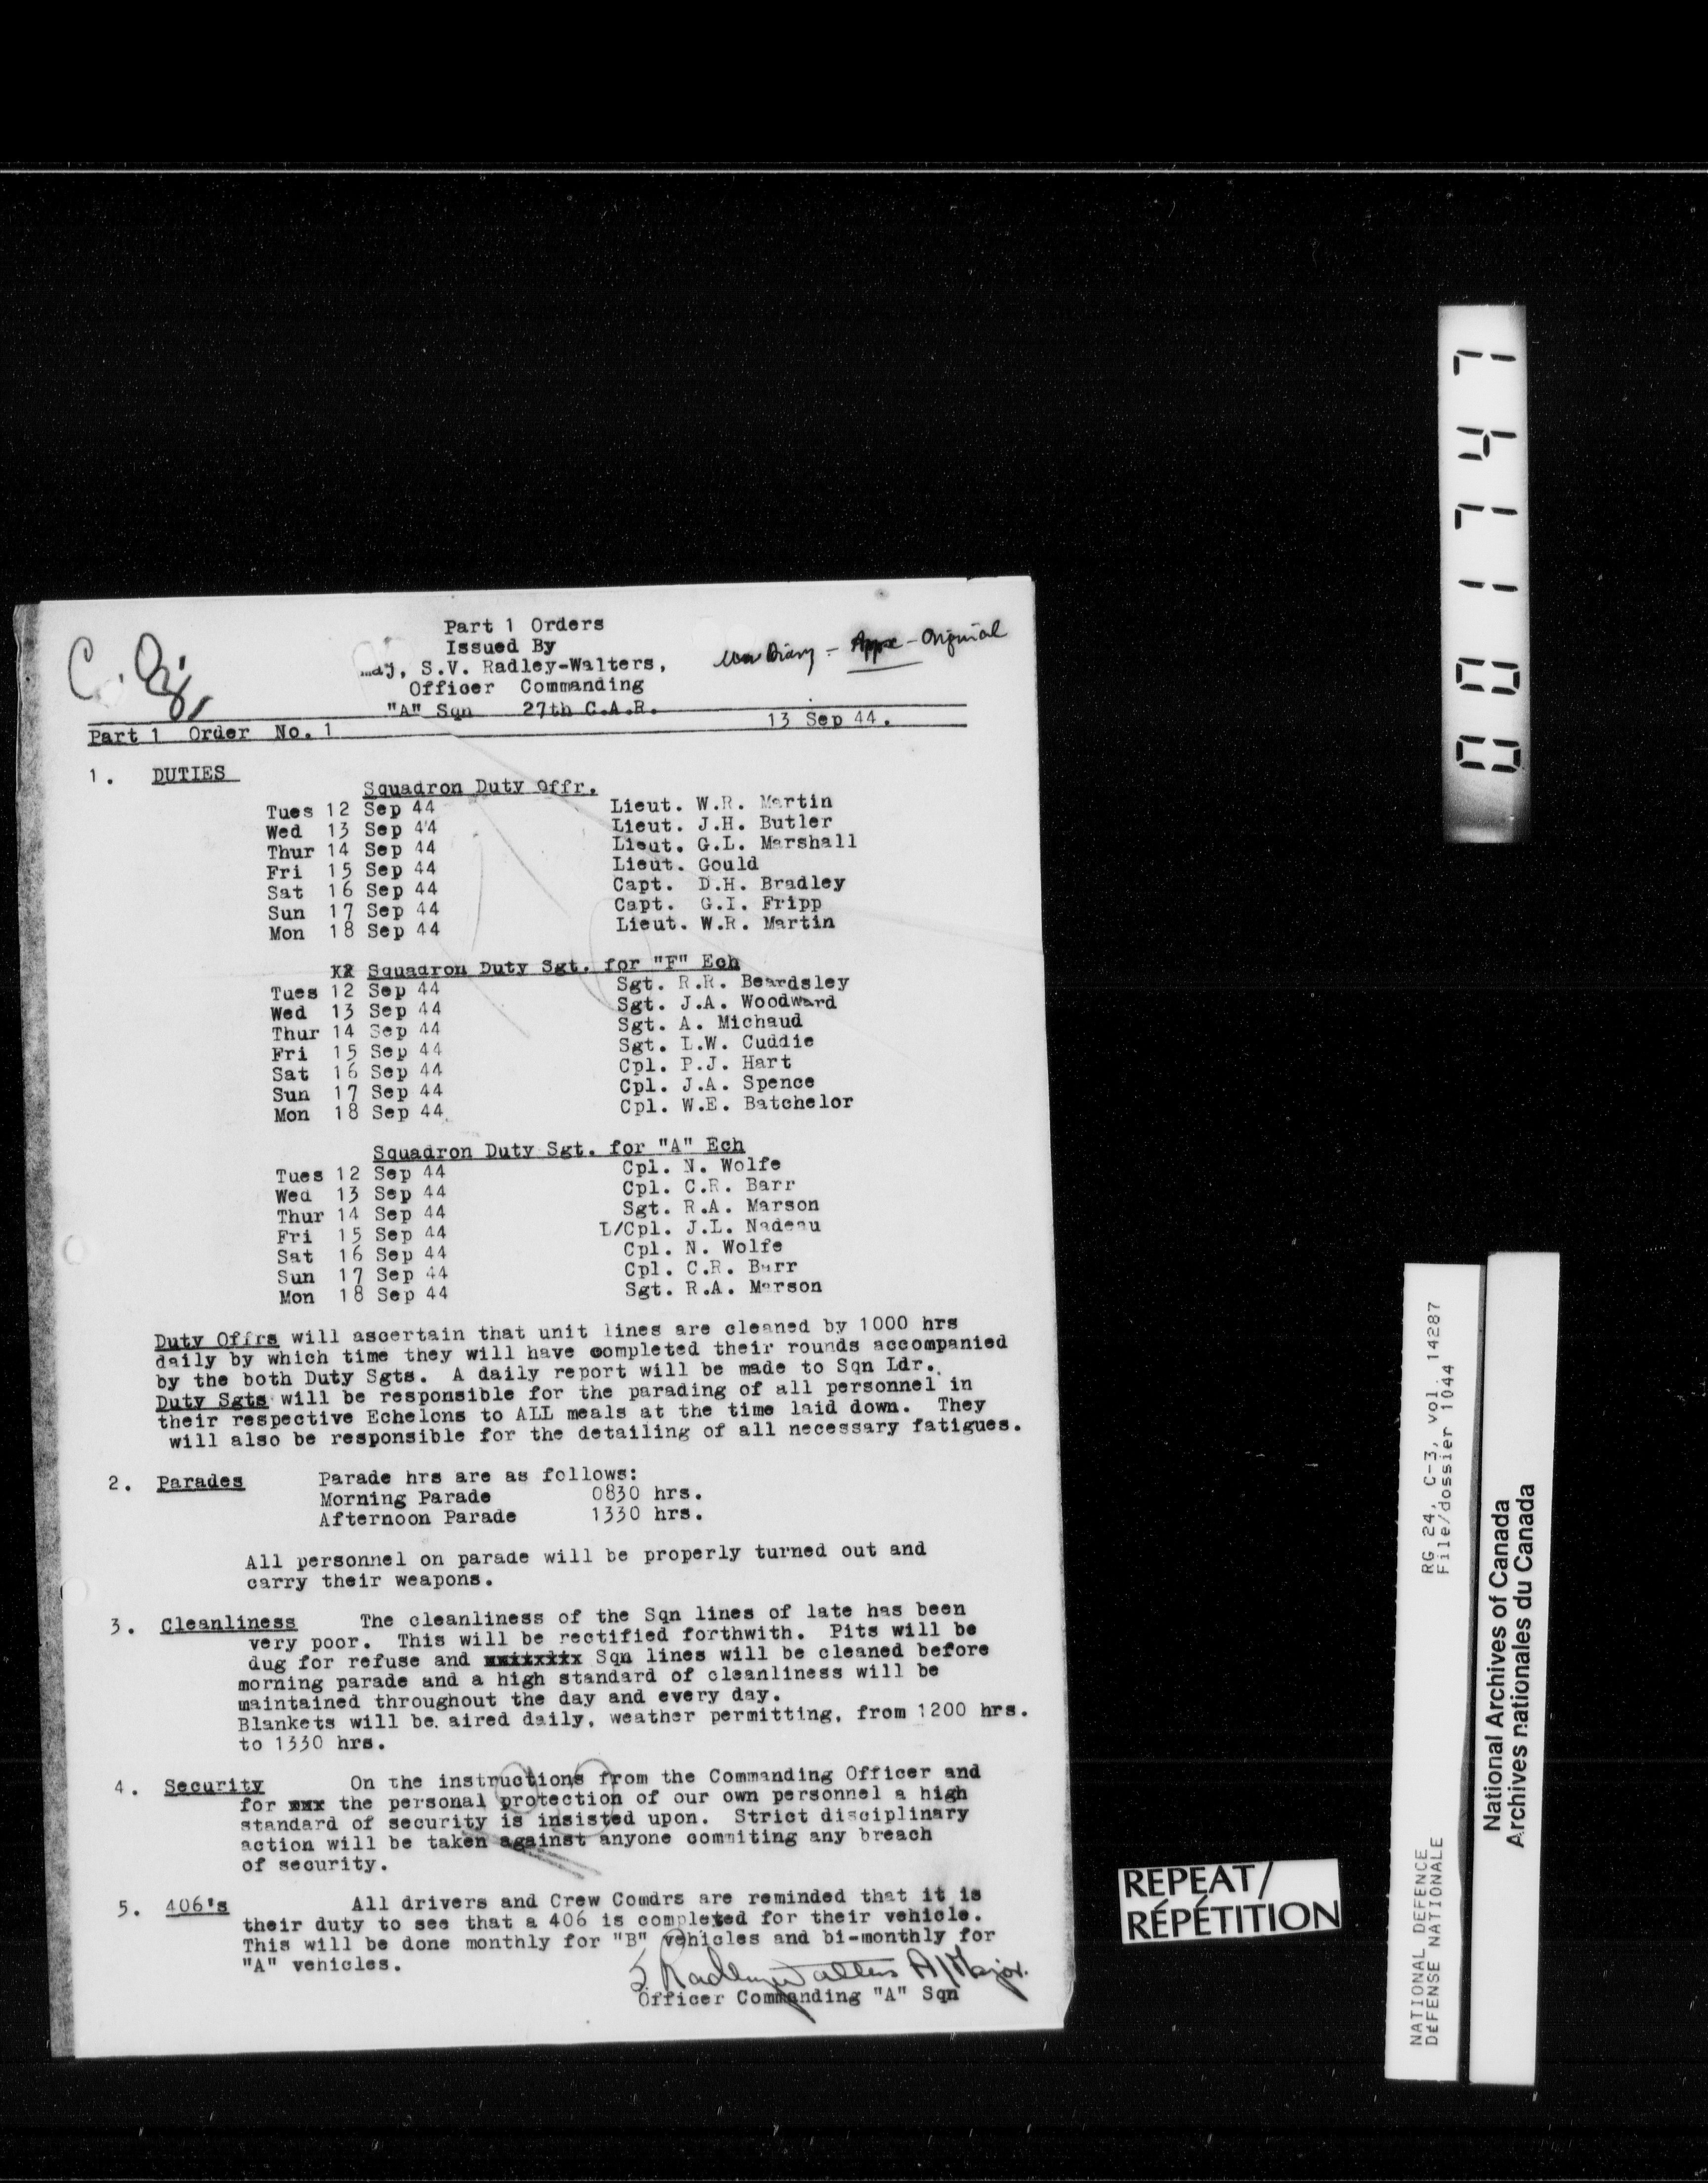 Part 1 Orders
Issued By
Maj, S.V. Radley-Walters,
Officer Commanding
"A" Sqn 27th C.A.R.
War Diary - Appx - Original
Part 1 Order No. 1 13 Sep 44.
1. DUTIES
Squadron Duty Offr.
Tues 12 Sep 44 Lieut. W.R. Martin
Wed 13 Sep 44 Lieut. J.H. Butler
Thur 14 Sep 44 Lieut. G.L. Marshall
Fri 15 Sep 44 Lieut. Gould
Sat 16 Sep 44 Capt. D.H. Bradley
Sun 17 Sep 44 Capt. G.I. Fripp
Mon 18 Sep 44 Lieut. W.R. Martin
Squadron Duty Sgt. for "F" Ech
Tues 12 Sep 44 Sgt. R.R. Beardsley
Wed 13 Sep 44 Sgt. J.A. Woodward
Thur 14 Sep 44 Sgt. A. Michaud
Fri 15 Sep 44 Sgt. L.W. Cuddie
Sat 16 Sep 44 Cpl. P.J. Hart
Sun 17 Sep 44 Cpl. J.A. Spence
Mon 18 Sep 44 Cpl. W.E. Batchelor
Squadron Duty Sgt. for "A" Ech
Tues 12 Sep 44 Cpl. N. Wolfe
Wed 13 Sep 44 Cpl. C.R. Barr
Thur 14 Sep 44 Sgt. R.A. Marson
Fri 15 Sep 44 L/Cpl. J.L. Nadeau
Sat 16 Sep 44 Cpl. N. Wolfe
Sun 17 Sep 44 Cpl. C.R. Barr
Mon 18 Sep 44 Sgt. R.A. Marson
Duty Offrs will ascertain that unit lines are cleaned by 1000 hrs
daily by which time they will have completed their rounds accompanied
by the both Duty Sgts. A daily report will be made to Sqn Ldr.
Duty Sgts will be responsible for the parading of all personnel in
their respective Echelons to ALL meals at the time laid down. They
will also be responsible for the detailing of all necessary fatigues.
2. Parades Parade hrs are as follows:
Morning Parade 0830 hrs.
Afternoon Parade 1330 hrs.
All personnel on parade will be properly turned out and
carry their weapons.
3. Cleanliness The cleanliness of the Sqn lines of late has been
very poor. This will be rectified forthwith. Pits will be
dug for refuse and Sqn lines will be cleaned before
morning parade and a high standard of cleanliness will be
maintained throughout the day and every day.
Blankets will be aired daily, weather permitting, from 1200 hrs.
to 1330 hrs.
4. Security On the instructions from the Commanding Officer and
for the personal protection of our own personnel a high
standard of security is insisted upon. Strict disciplinary
action will be taken against anyone commiting any breach
of security.
5. 406's All drivers and Crew Comdrs are reminded that it is
their duty to see that a 406 is completed for their vehicle.
This will be done monthly for "B" vehicles and bi-monthly for
"A" vehicles.
S. Radley-Walters A/Major.
Officer Commanding "A" Sqn
001747
REPEAT/
RÉPÉTITION
NATIONAL DEFENCE RG 24, C-3, vol. 14287
DÉFENSE NATIONALE File/dossier 1044
National Archives of Canada
Archives nationales du Canada